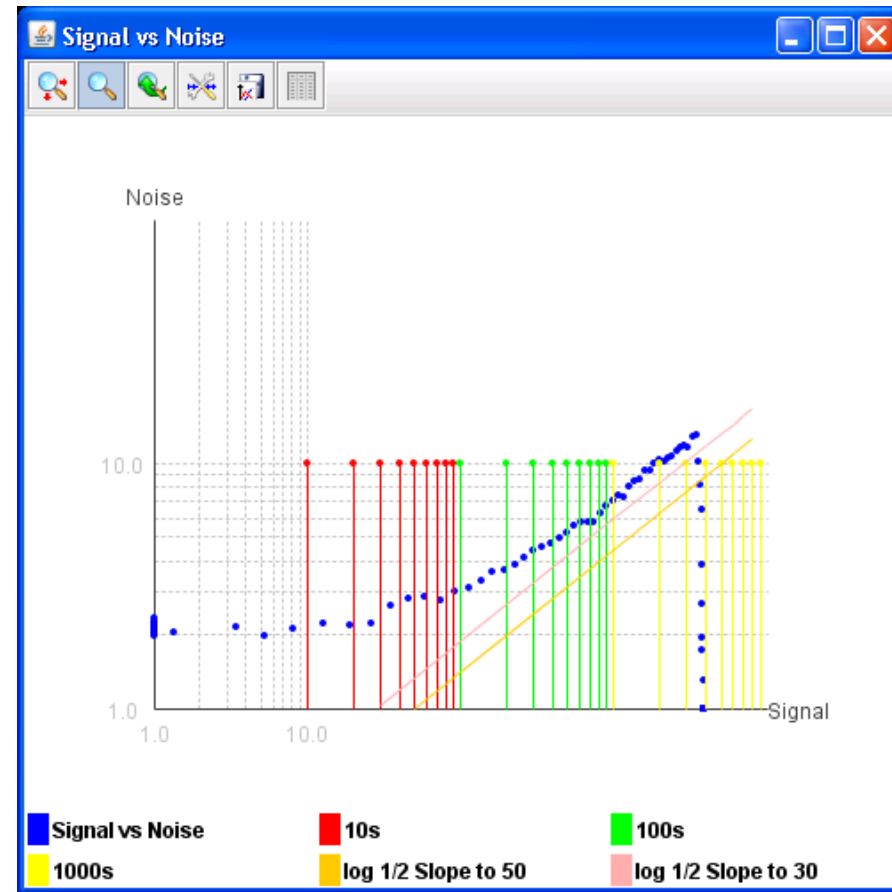 Signal vs Noise
Noise
10.0
1.0
Signal
1.0 10.0
Signal vs Noise 10s 100s
1000s log 1/2 Slope to 50 log 1/2 Slope to 30